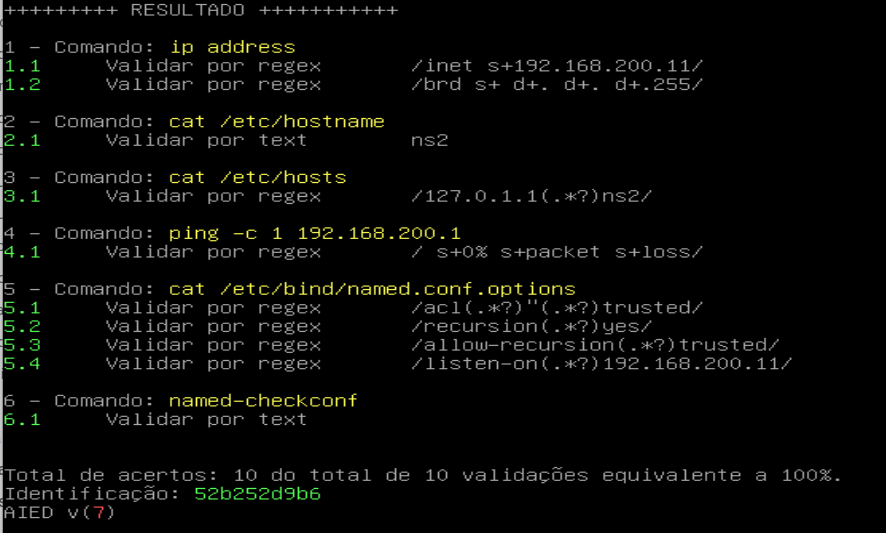 +++++++++ RESULTADO +++++++++++
1 - Comando: ip address
1.1 Validar por regex /inet s+192.168.200.11/
1.2 Validar por regex /brd s+ d+. d+. d+.255/
2 - Comando: cat /etc/hostname
2.1 Validar por text ns2
3 - Comando: cat /etc/hosts
3.1 Validar por regex /127.0.1.1(.*?)ns2/
4 - Comando: ping -c 1 192.168.200.1
4.1 Validar por regex / s+0% s+packet s+loss/
5 - Comando: cat /etc/bind/named.conf.options
5.1 Validar por regex /acl(.*?)"(.*?)trusted/
5.2 Validar por regex /recursion(.*?)yes/
5.3 Validar por regex /allow-recursion(.*?)trusted/
5.4 Validar por regex /listen-on(.*?)192.168.200.11/
6 - Comando: named-checkconf
6.1 Validar por text
Total de acertos: 10 do total de 10 validações equivalente a 100%.
Identificação: 52b252d9b6
AIED v(7)